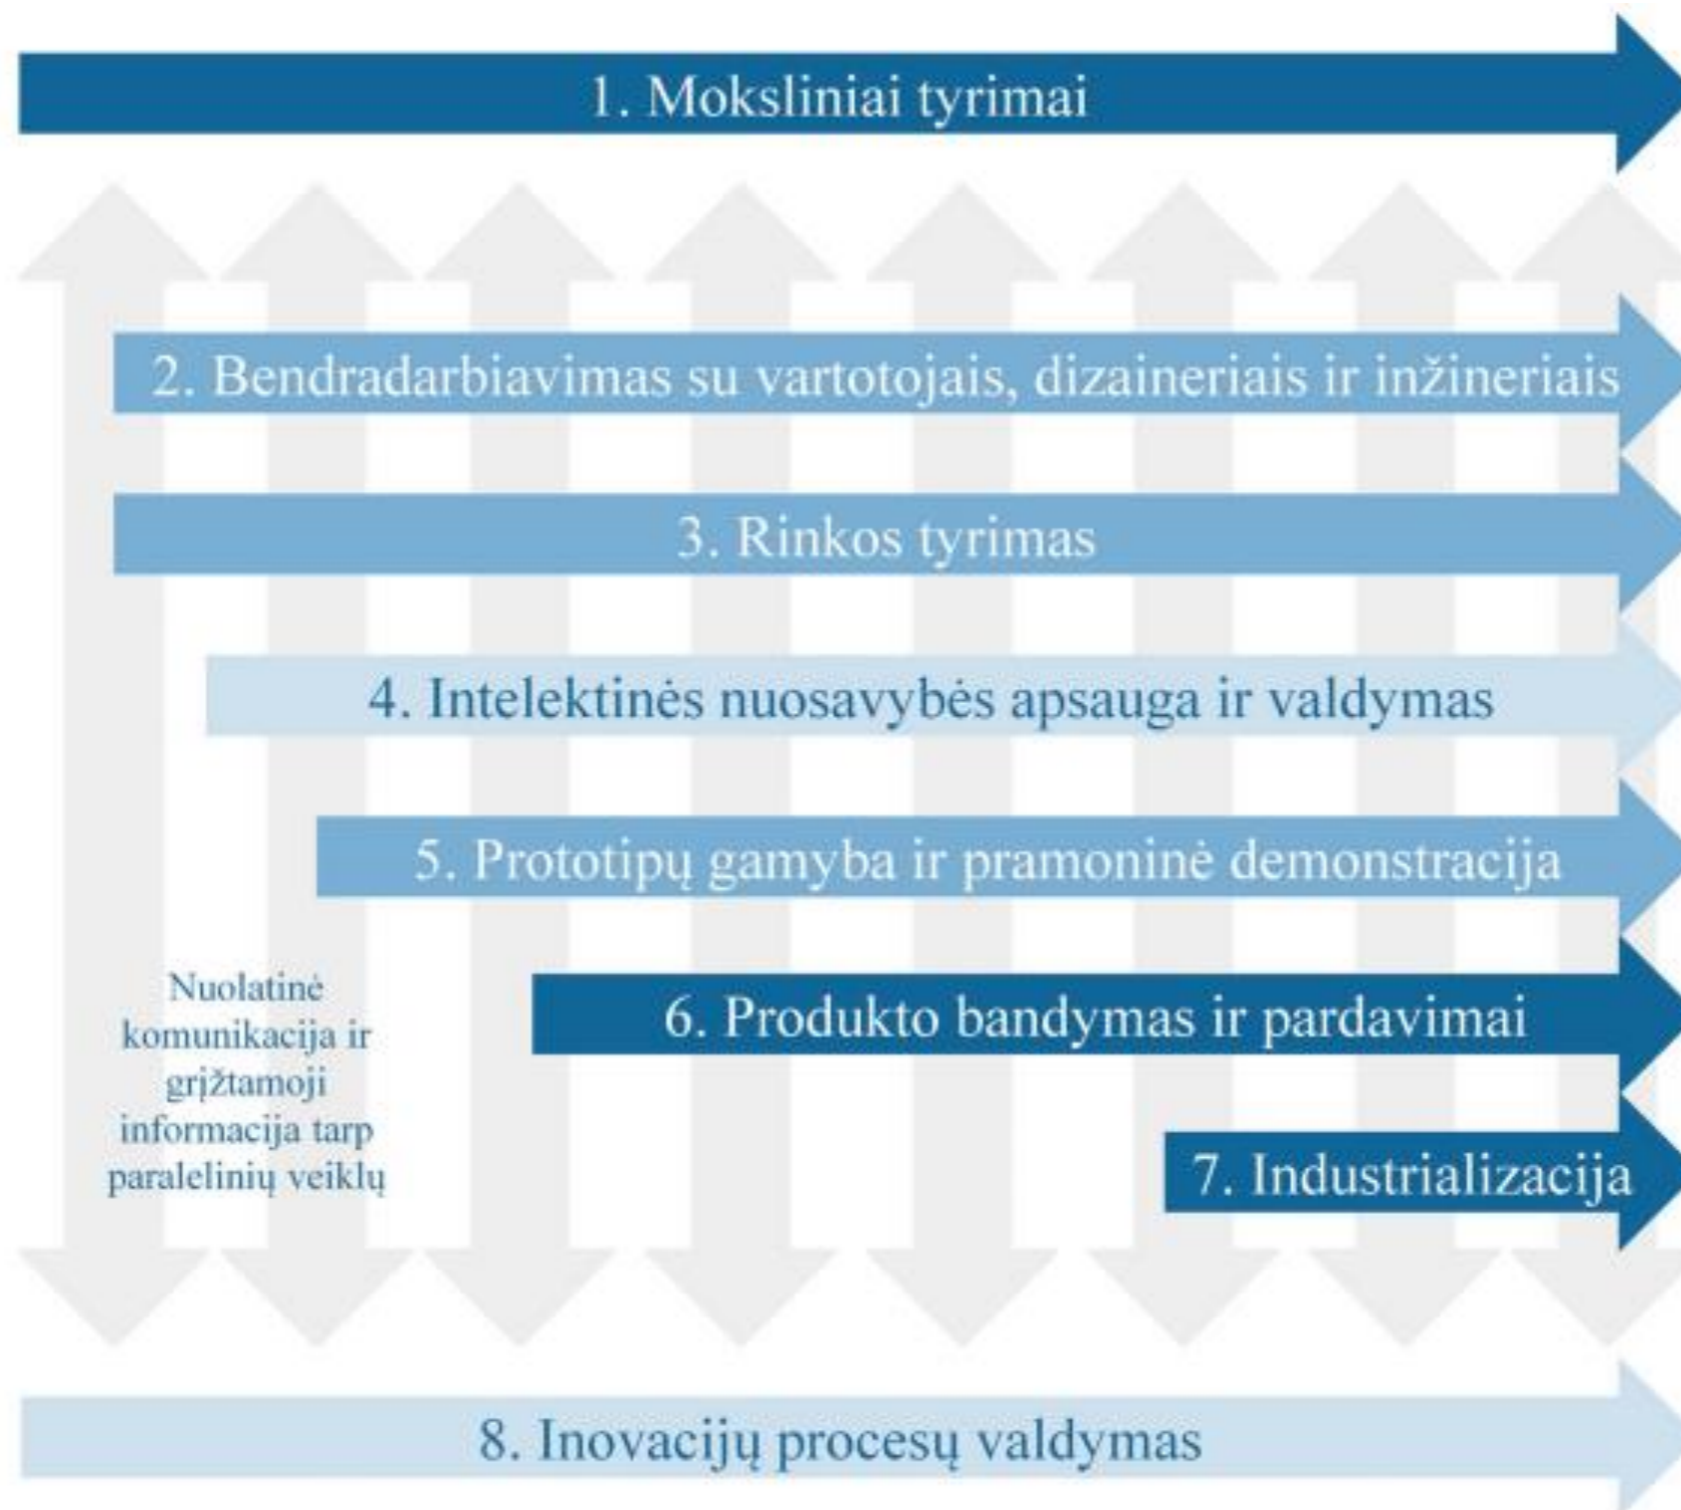 1. Moksliniai tyrimai
2. Bendradarbiavimas su vartotojais, dizaineriais ir inžineriais
3. Rinkos tyrimas
4. Intelektinės nuosavybės apsauga ir valdymas
5. Prototipų gamyba ir pramoninė demonstracija
Nuolatinė
komunikacija ir
grįžtamoji
informacija tarp
paralelinių veiklų
6. Produkto bandymas ir pardavimai
7. Industrializacija
8. Inovacijų procesų valdymas